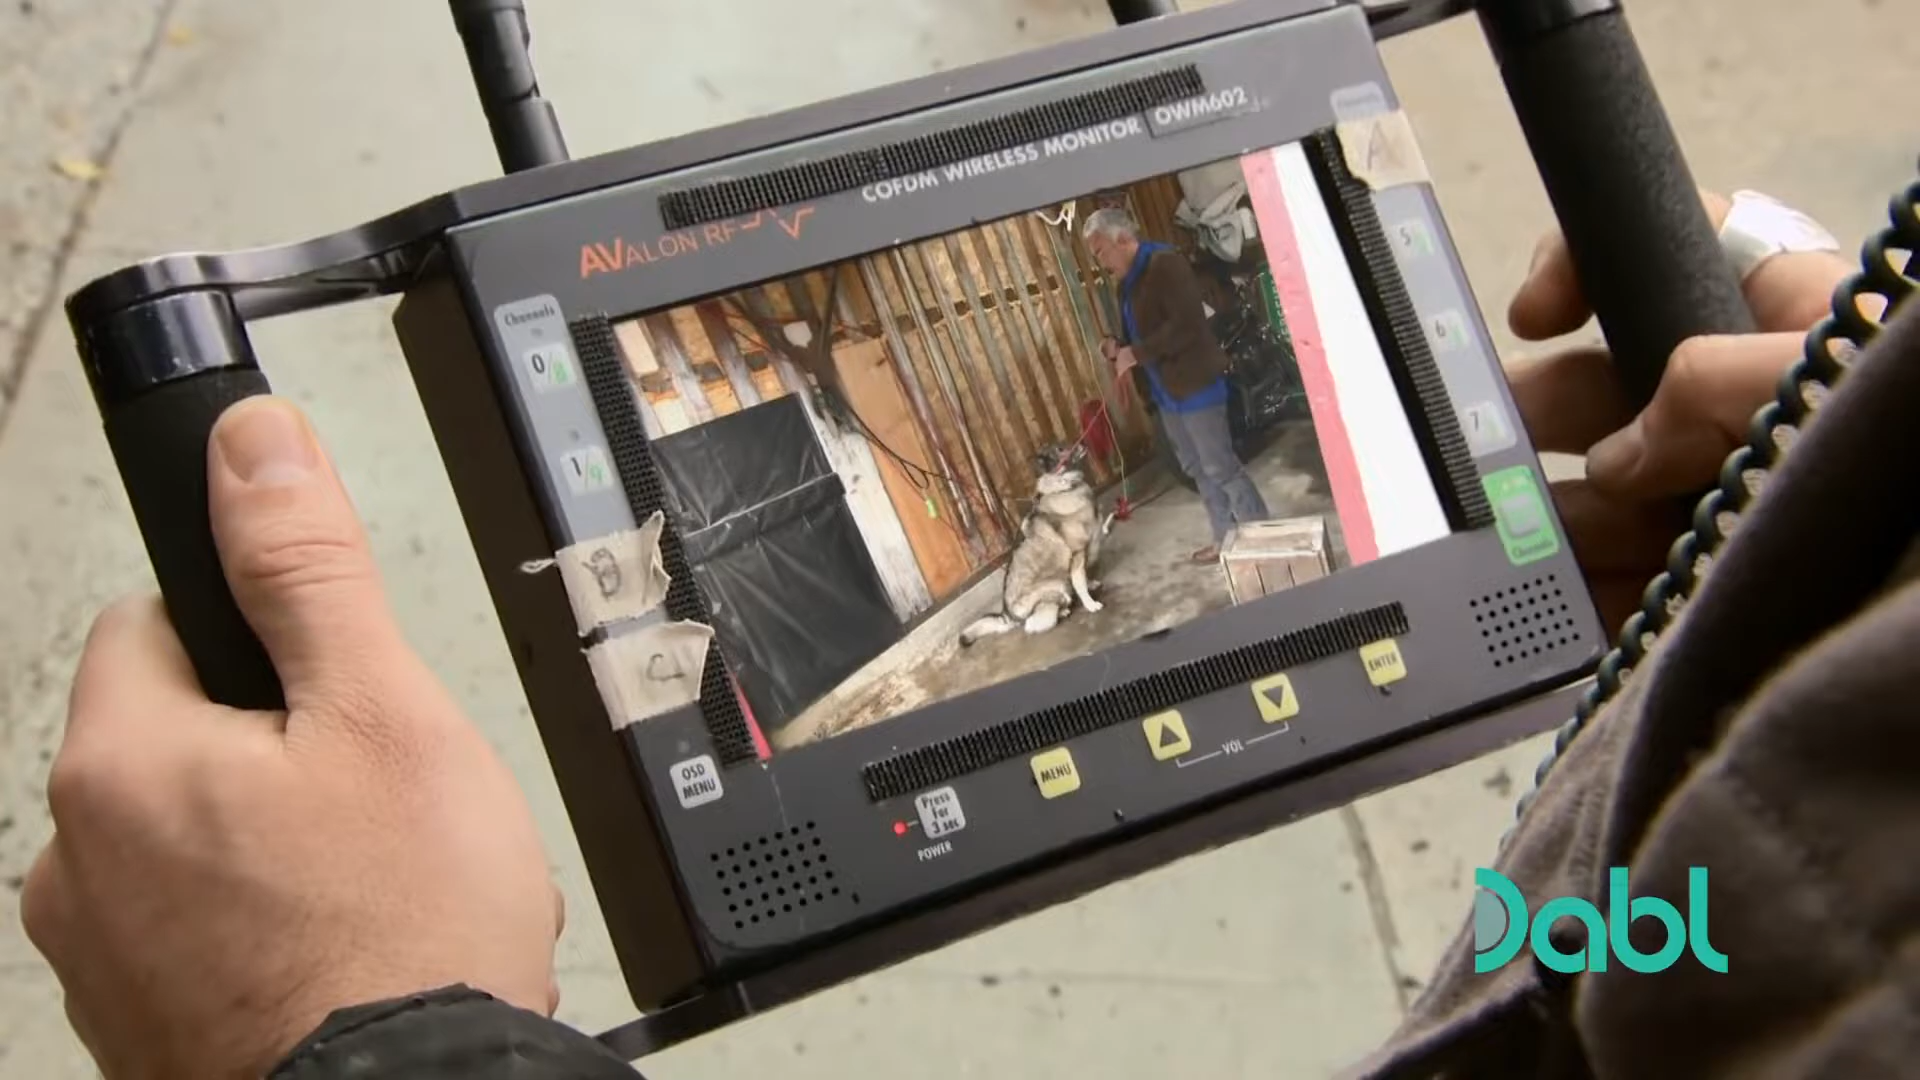 COFDM WIRELESS MONITOR OWM602
AVALON RF
Channels
0/8
1/9
B
C
A
5
6
7
Channels
OSD
MENU
Press
For
3 sec
POWER
MENU
VOL
ENTER
Dabl